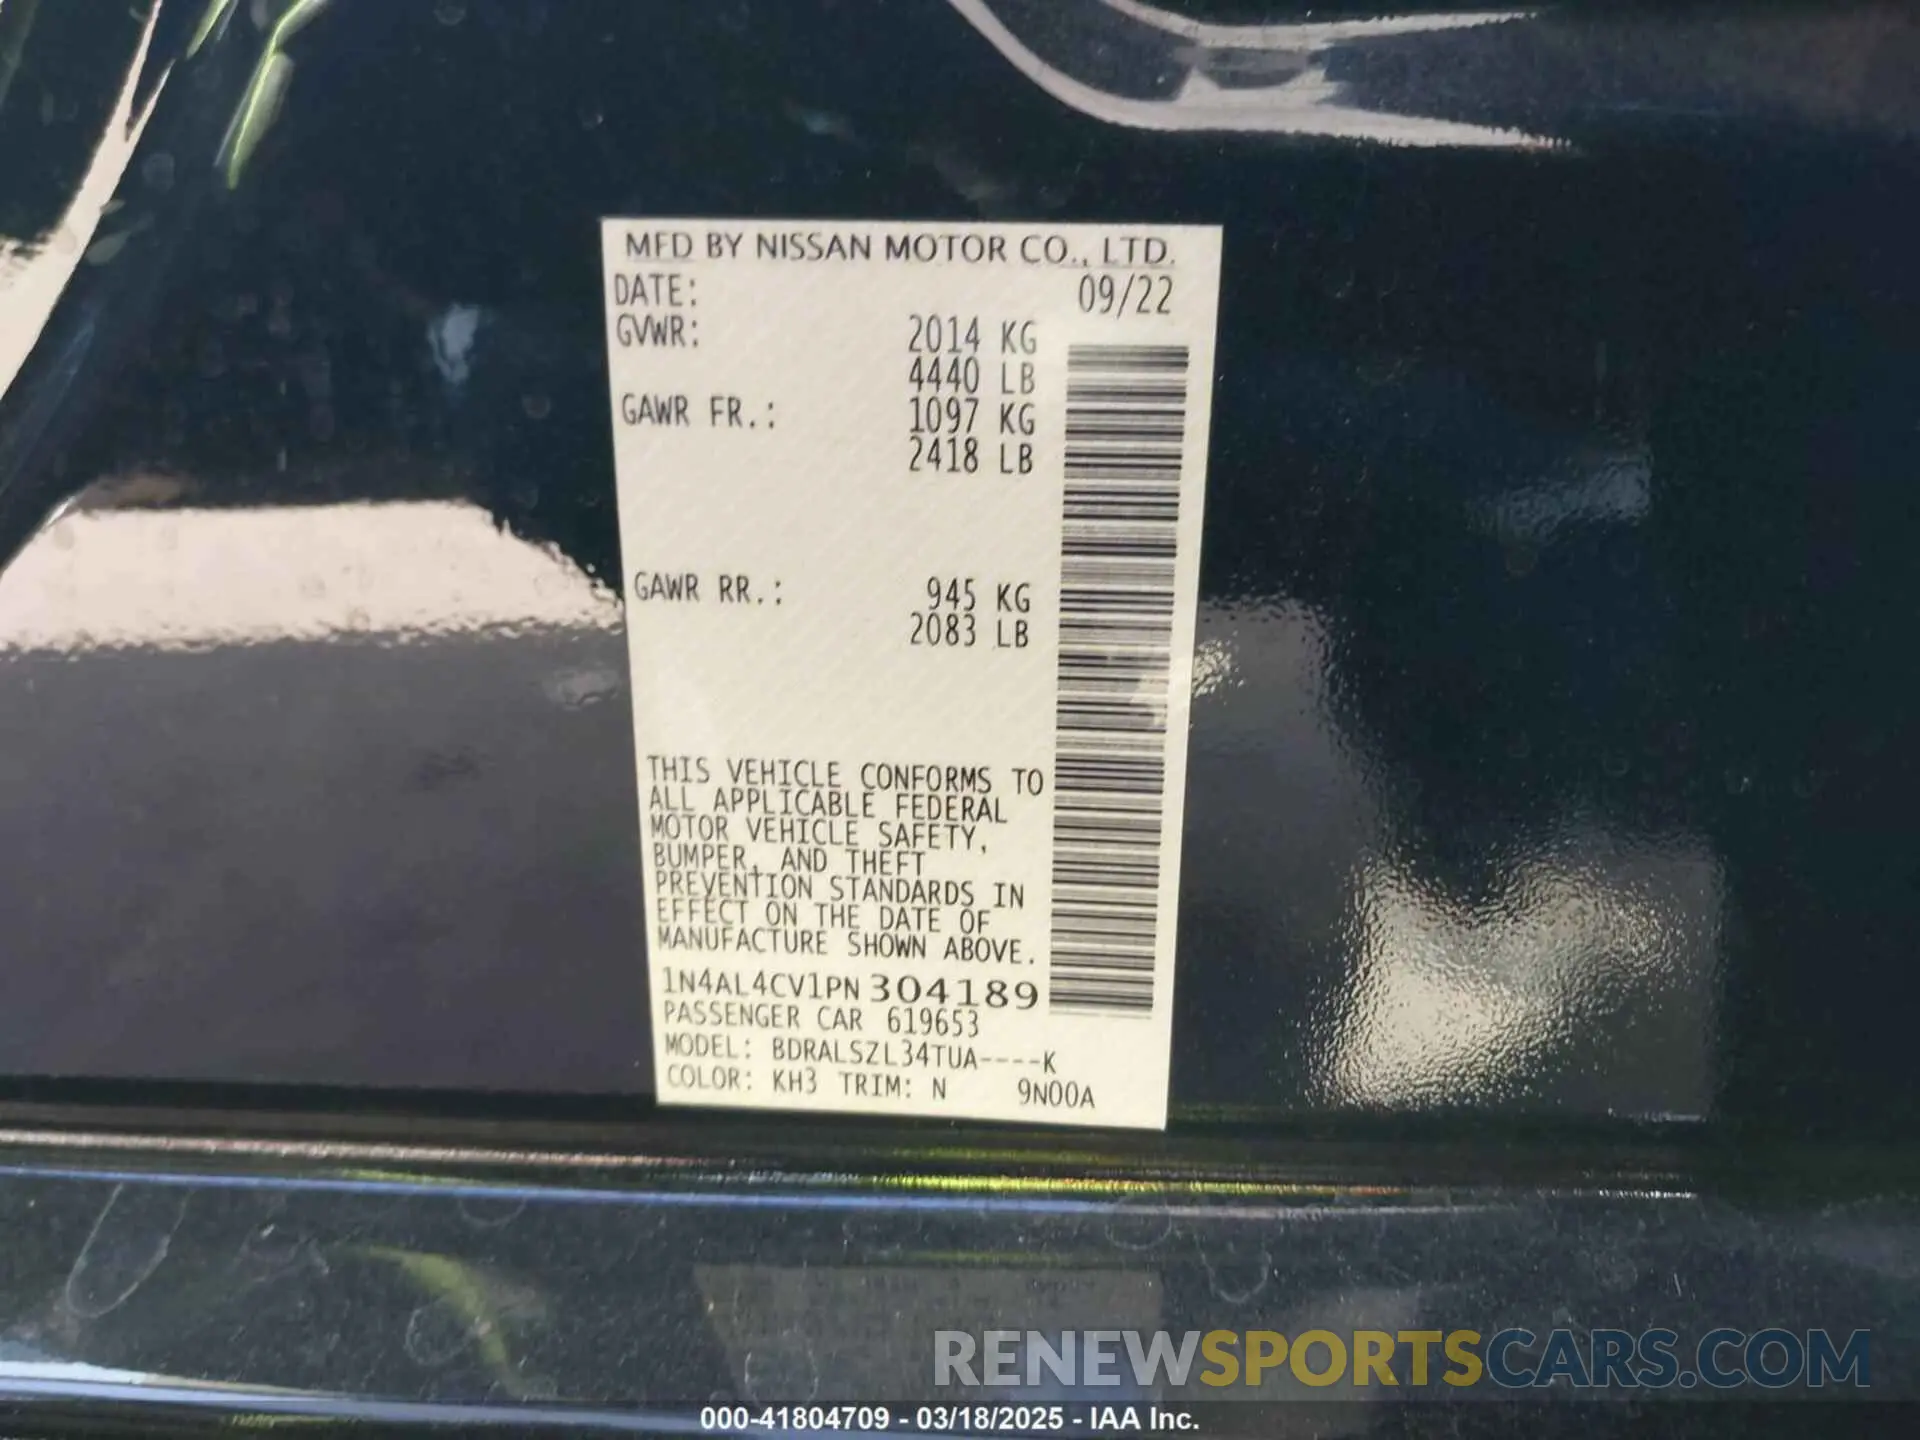 MFD BY NISSAN MOTOR CO., LTD.
DATE: 09/22
GVWR: 2014 KG
4440 LB
GAWR FR.: 1097 KG
2418 LB
GAWR RR.: 945 KG
2083 LB
THIS VEHICLE CONFORMS TO
ALL APPLICABLE FEDERAL
MOTOR VEHICLE SAFETY,
BUMPER, AND THEFT
PREVENTION STANDARDS IN
EFFECT ON THE DATE OF
MANUFACTURE SHOWN ABOVE.
1N4AL4CV1PN304189
PASSENGER CAR 619653
MODEL: BDRALSZL34TUA----K
COLOR: KH3 TRIM: N 9N00A
RENEWSPORTSCARS.COM
000-41804709 - 03/18/2025 - IAA Inc.